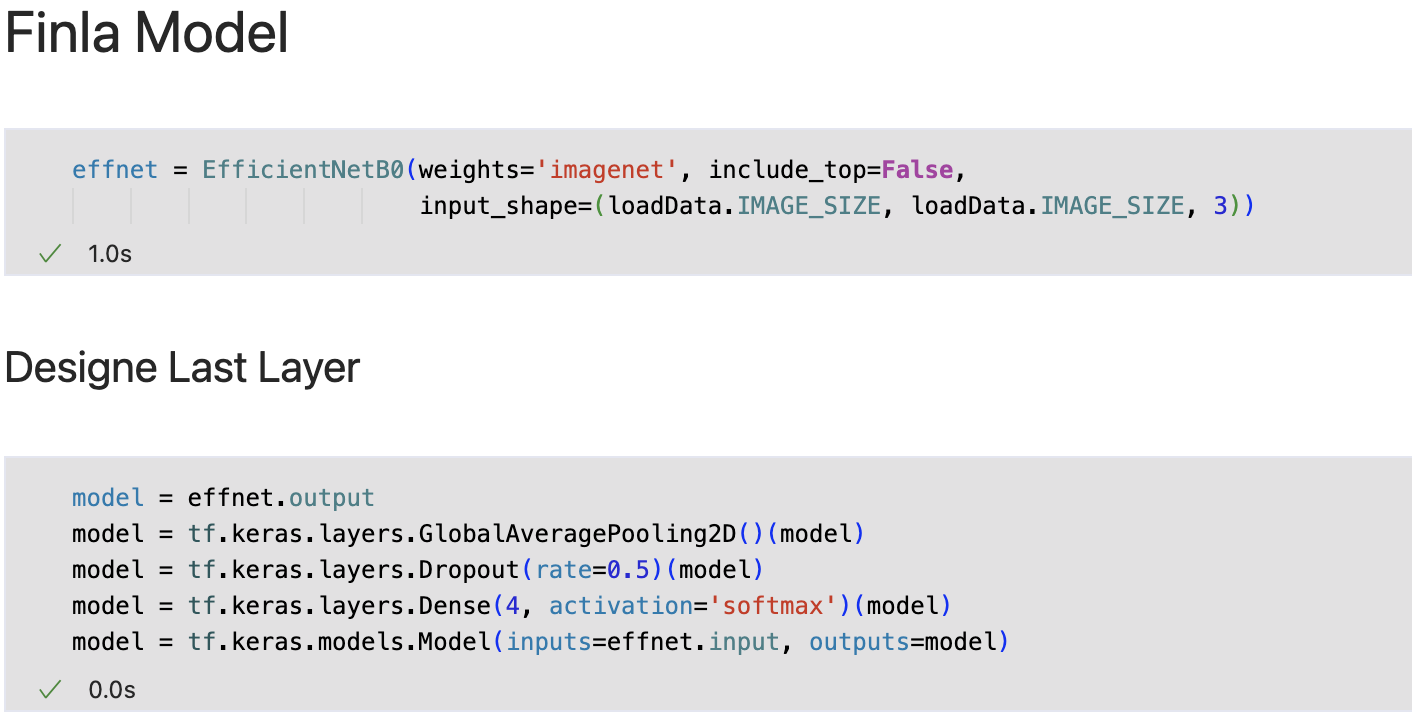 Finla Model
effnet = EfficientNetB0(weights='imagenet', include_top=False,
input_shape=(loadData.IMAGE_SIZE, loadData.IMAGE_SIZE, 3))
✓ 1.0s
Designe Last Layer
model = effnet.output
model = tf.keras.layers.GlobalAveragePooling2D()(model)
model = tf.keras.layers.Dropout(rate=0.5)(model)
model = tf.keras.layers.Dense(4, activation='softmax')(model)
model = tf.keras.models.Model(inputs=effnet.input, outputs=model)
✓ 0.0s